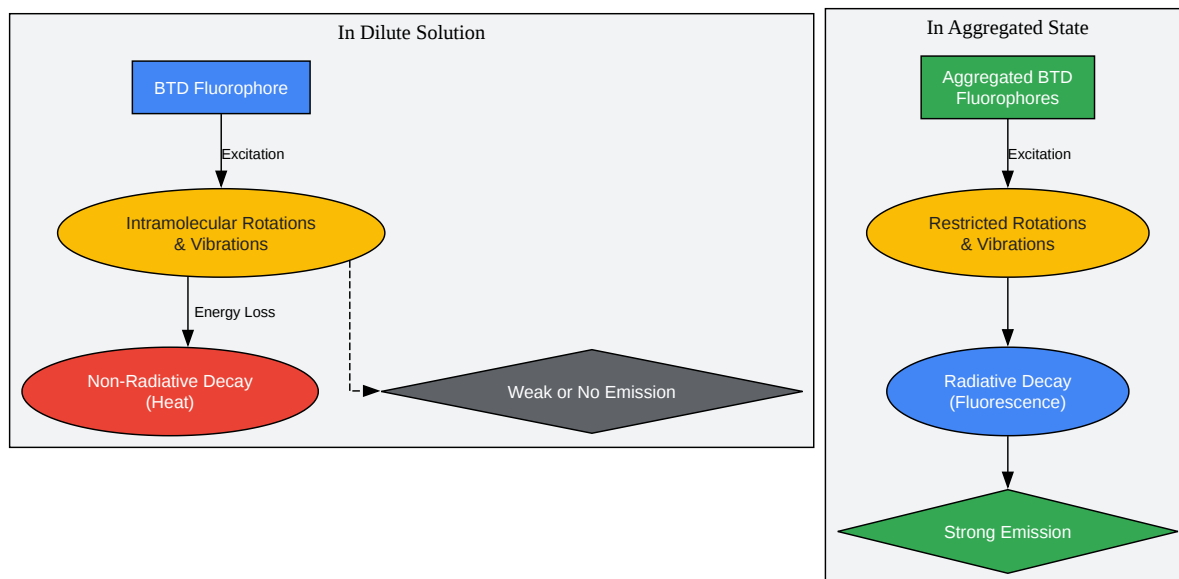 In Dilute Solution
BTD Fluorophore
Excitation
Intramolecular Rotations
& Vibrations
Energy Loss
Non-Radiative Decay
(Heat)
Weak or No Emission
In Aggregated State
Aggregated BTD
Fluorophores
Excitation
Restricted Rotations
& Vibrations
Radiative Decay
(Fluorescence)
Strong Emission